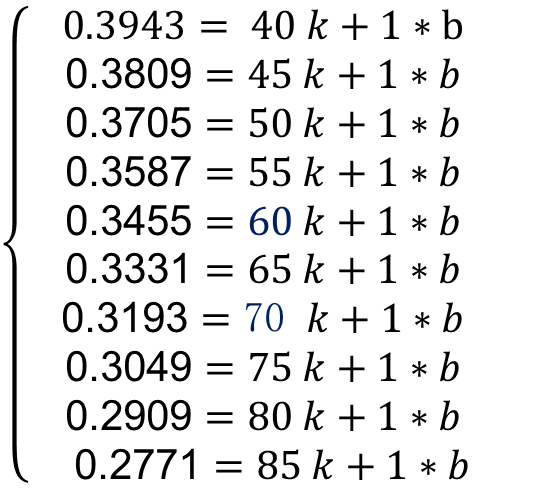 0.3943 = 40 k + 1 ∗ b
0.3809 = 45 k + 1 ∗ b
0.3705 = 50 k + 1 ∗ b
0.3587 = 55 k + 1 ∗ b
0.3455 = 60 k + 1 ∗ b
0.3331 = 65 k + 1 ∗ b
0.3193 = 70 k + 1 ∗ b
0.3049 = 75 k + 1 ∗ b
0.2909 = 80 k + 1 ∗ b
0.2771 = 85 k + 1 ∗ b